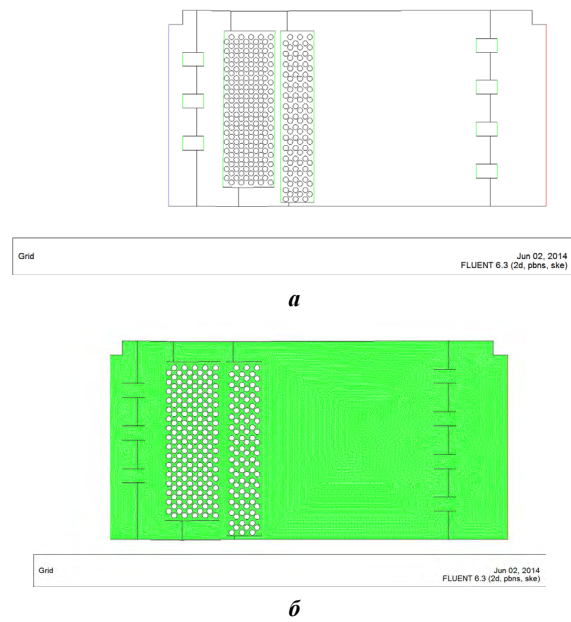 Grid
Jun 02, 2014
FLUENT 6.3 (2d, pbns, ske)
а
Grid
Jun 02, 2014
FLUENT 6.3 (2d, pbns, ske)
б